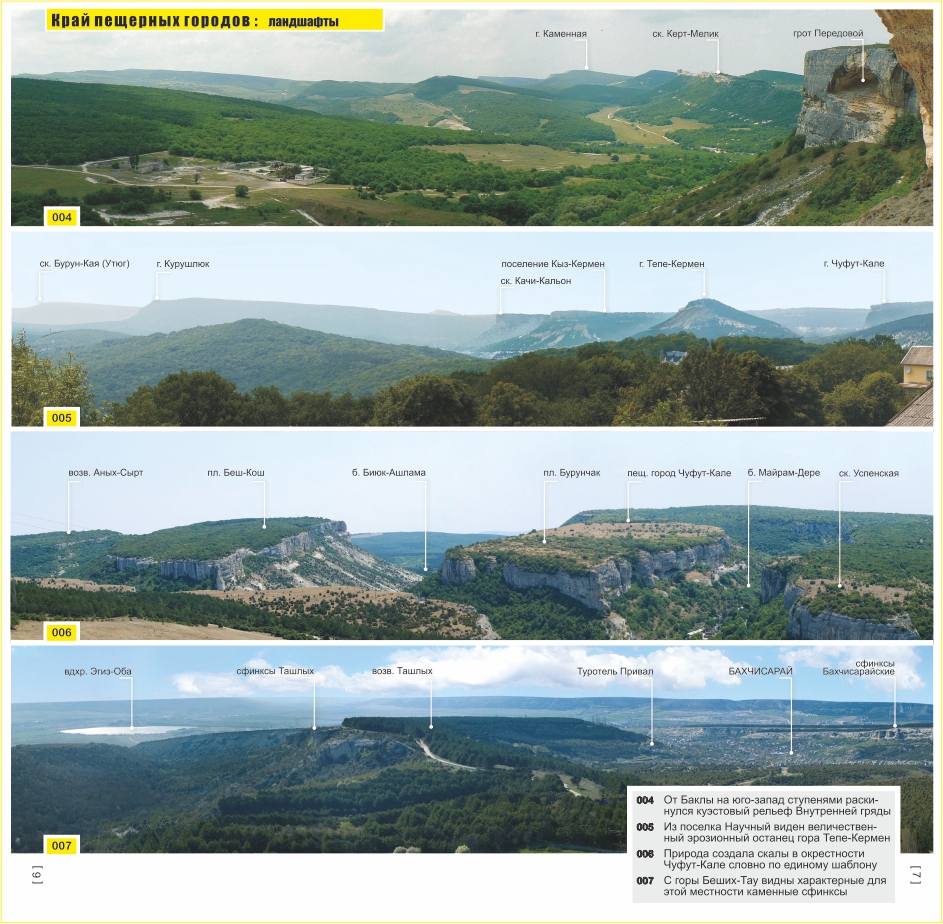 Край пещерных городов : ландшафты
г. Каменная
ск. Керт-Мелик
грот Передовой
004
ск. Бурун-Кая (Утюг)
г. Курушлюк
поселение Кыз-Кермен
г. Тепе-Кермен
г. Чуфут-Кале
ск. Качи-Кальон
005
возв. Аных-Сырт
пл. Беш-Кош
б. Биюк-Ашлама
пл. Бурунчак
пещ. город Чуфут-Кале
б. Майрам-Дере
ск. Успенская
006
вдхр. Эгиз-Оба
сфинксы Ташлых
возв. Ташлых
Туротель Привал
БАХЧИСАРАЙ
сфинксы
Бахчисарайские
007
004 От Баклы на юго-запад ступенями раски-
нулся куэстовый рельеф Внутренней гряды
005 Из поселка Научный виден величествен-
ный эрозионный останец гора Тепе-Кермен
006 Природа создала скалы в окрестности
Чуфут-Кале словно по единому шаблону
007 С горы Беших-Тау видны характерные для
этой местности каменные сфинксы
[ 6 ]
[ 7 ]